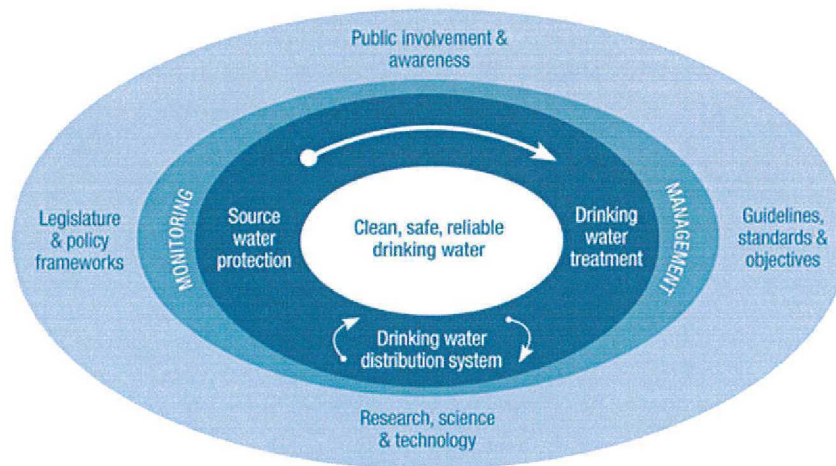 Public involvement &
awareness
Legislature
& policy
frameworks
MONITORING
Source
water
protection
Clean, safe, reliable
drinking water
Drinking
water
treatment
MANAGEMENT
Guidelines,
standards &
objectives
Drinking water
distribution system
Research, science
& technology